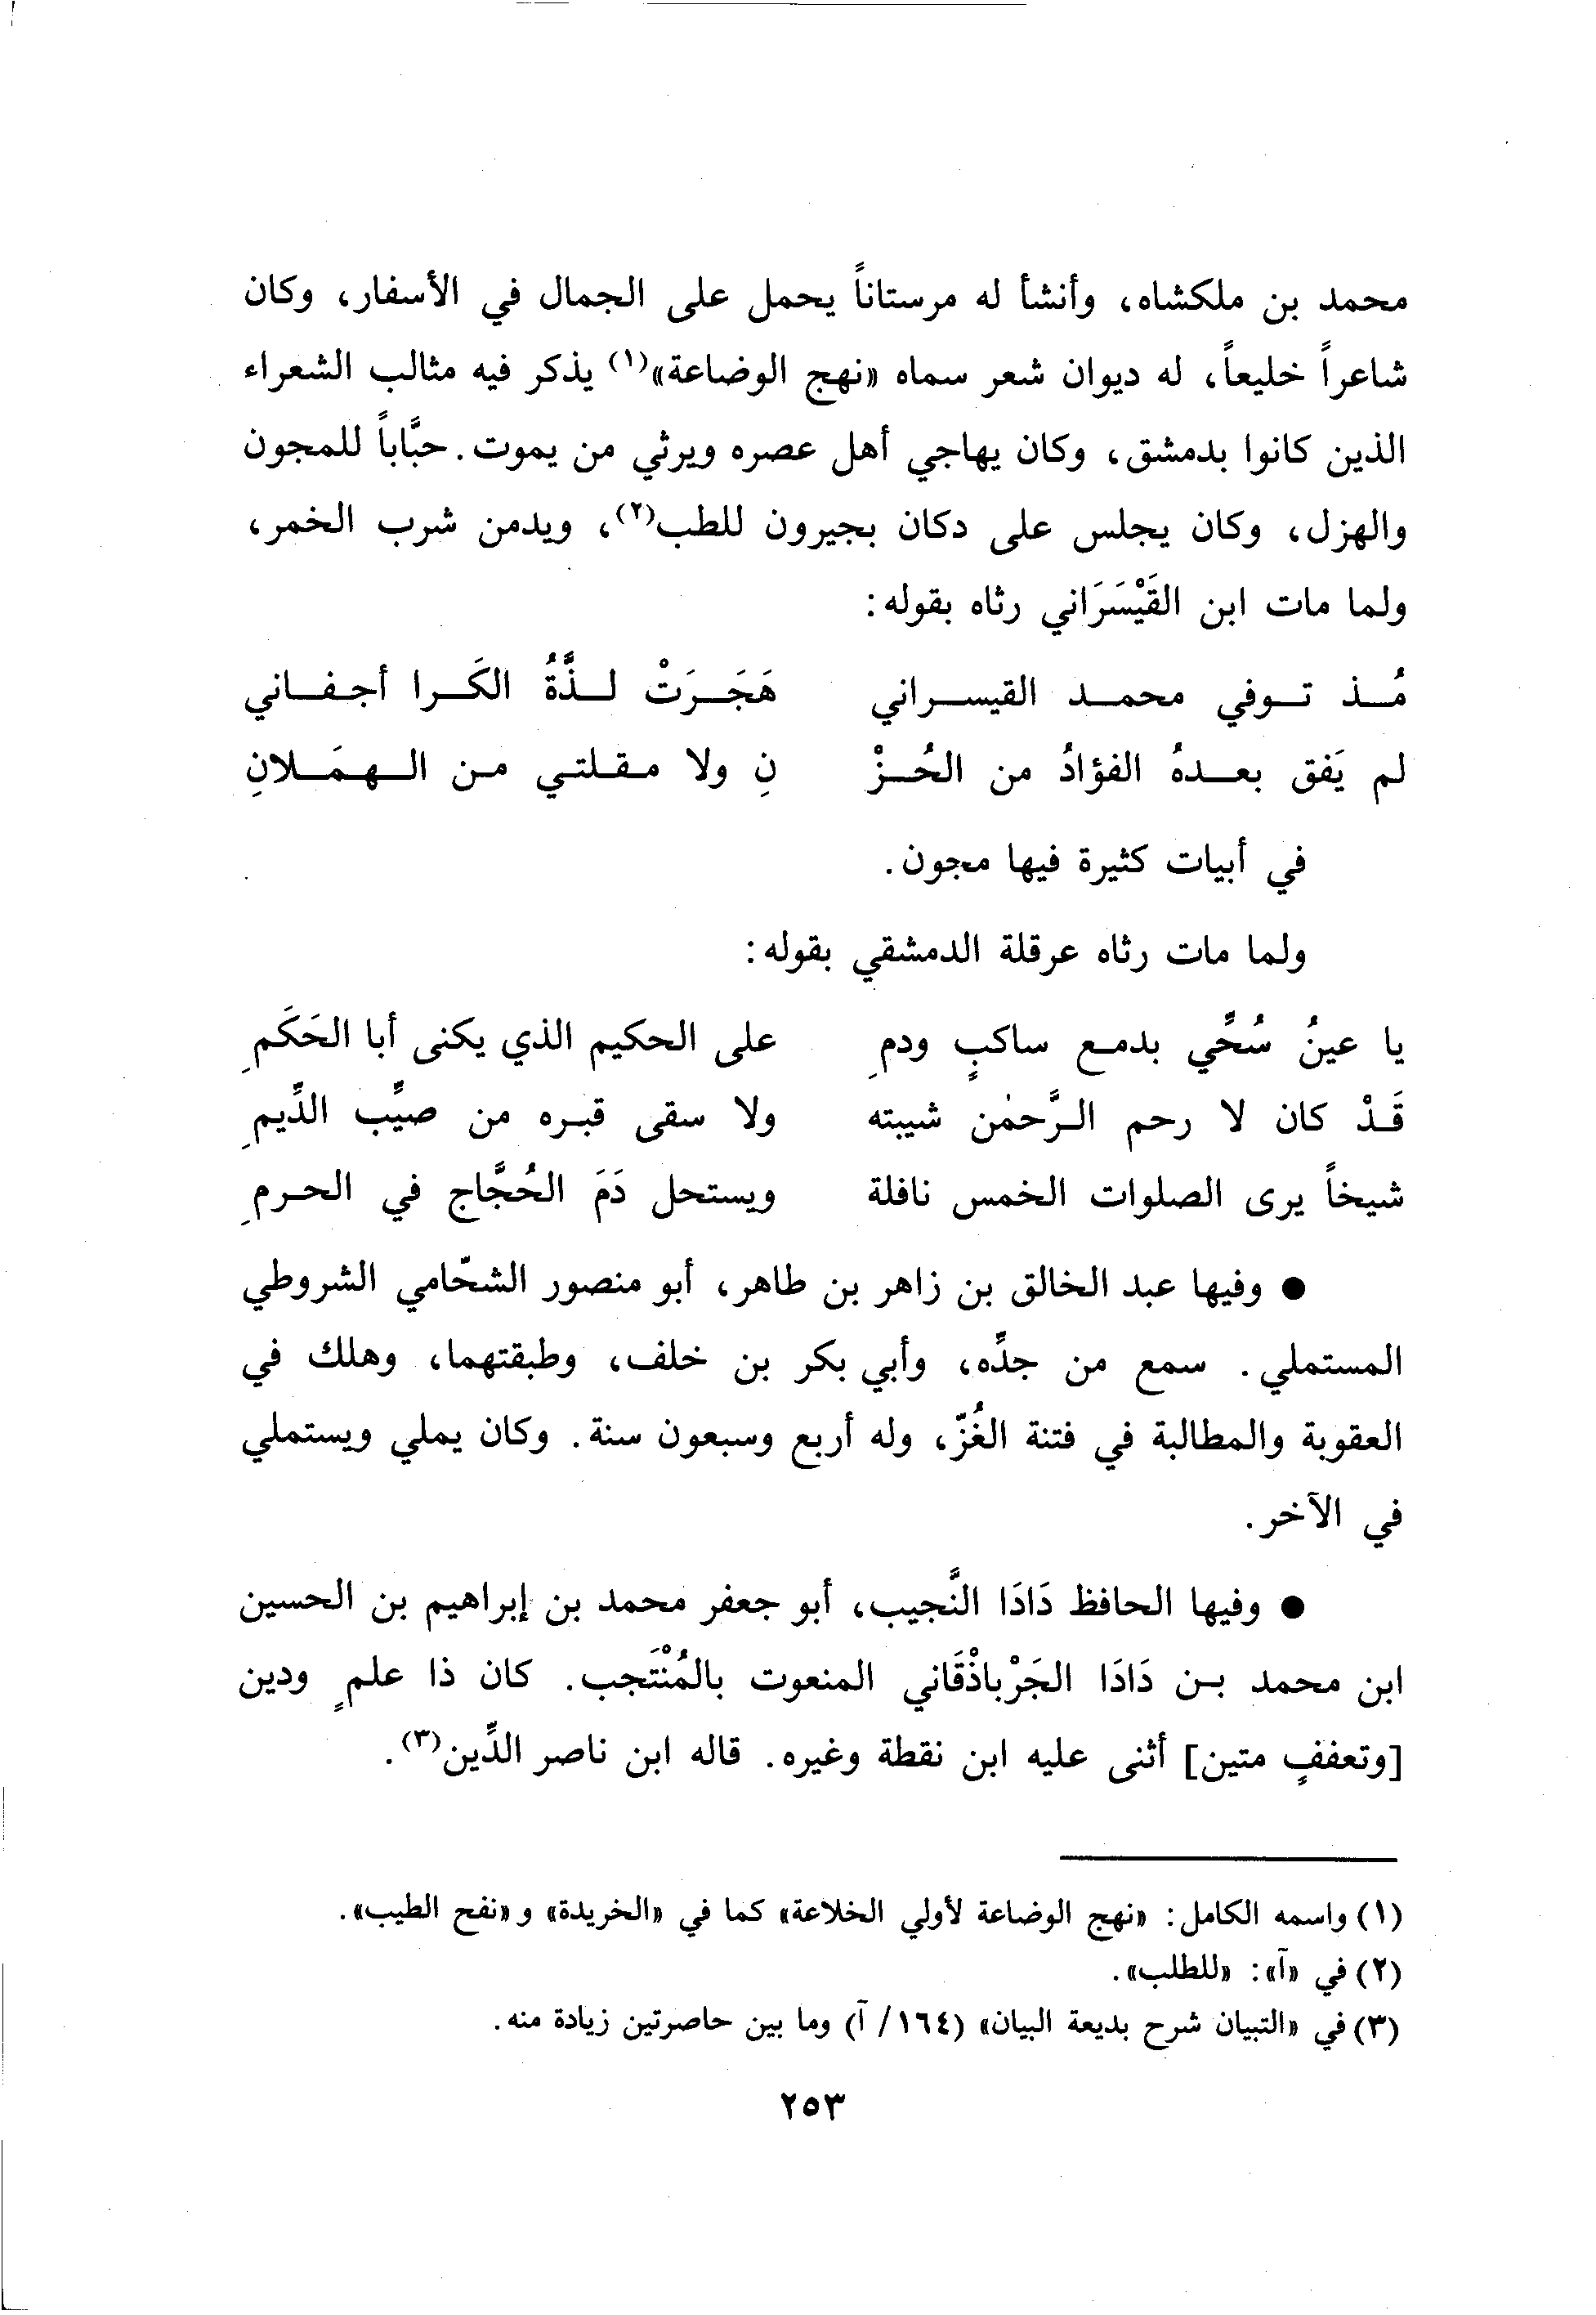 محمد بن ملكشاه، وأنشأ له مرستاناً يحمل على الجمال في الأسفار، وكان
شاعراً خليعاً، له ديوان شعر سماه «نهج الوضاعة»(١) يذكر فيه مثالب الشعراء
الذين كانوا بدمشق، وكان يهاجي أهل عصره ويرثي من يموت. حبَّاباً للمجون
والهزل، وكان يجلس على دكان بجيرون للطب(٢)، ويدمن شرب الخمر،
ولما مات ابن القَيْسَرَاني رثاه بقوله:
مُـذ تـوفي محمـد القيسـراني هَجَـرَتْ لـذَّةُ الكَـرا أجـفـاني
لم يَفق بعـدهُ الفؤادُ من الحُـزْ نِ ولا مـقـلتـي مـن الـهـمَـلانِ
في أبيات كثيرة فيها مجون.
ولما مات رثاه عرقلة الدمشقي بقوله:
يا عينُ سُحِّي بدمـع ساكبٍ ودمِ على الحكيم الذي يكنى أبا الحَكَمِ
قَـدْ كان لا رحم الـرَّحمٰن شيبته ولا سقى قبـره من صيِّب الدِّيمِ
شيخاً يرى الصلوات الخمس نافلة ويستحل دَمَ الحُجَّاج في الحـرمِ
● وفيها عبد الخالق بن زاهر بن طاهر، أبو منصور الشحّامي الشروطي
المستملي. سمع من جدِّه، وأبي بكر بن خلف، وطبقتهما، وهلك في
العقوبة والمطالبة في فتنة الغُزّ، وله أربع وسبعون سنة. وكان يملي ويستملي
في الآخر.
● وفيها الحافظ دَادَا النَّجيب، أبو جعفر محمد بن إبراهيم بن الحسين
ابن محمد بـن دَادَا الجَرْباذْقَاني المنعوت بالمُنْتَجب. كان ذا علمٍ ودين
[وتعففٍ متين] أثنى عليه ابن نقطة وغيره. قاله ابن ناصر الدِّين(٣).
(١) واسمه الكامل: «نهج الوضاعة لأولي الخلاعة» كما في «الخريدة» و«نفح الطيب».
(٢) في «آ»: «للطلب».
(٣) في «التبيان شرح بديعة البيان» (١٦٤/ آ) وما بين حاصرتين زيادة منه.
٢٥٣